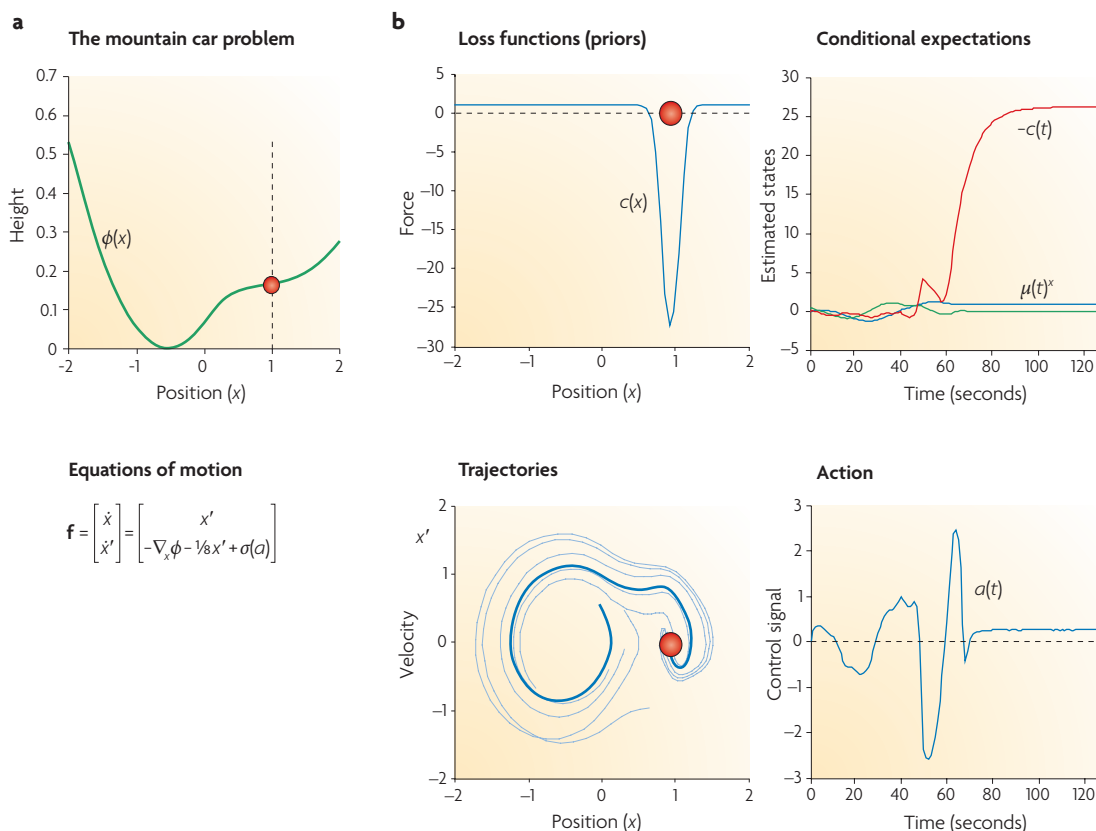 a
The mountain car problem
0.7
0.6
0.5
0.4
0.3
0.2
0.1
0
Height
ϕ(x)
-2
-1
0
1
2
Position (x)
b
Loss functions (priors)
5
0
−5
−10
−15
−20
−25
−30
Force
c(x)
−2
−1
0
1
2
Position (x)
Conditional expectations
30
25
20
15
10
5
0
−5
Estimated states
−c(t)
μ(t)ˣ
0
20
40
60
80
100
120
Time (seconds)
Equations of motion
f = [ẋ ẋ′] = [x′ −∇ₓϕ − ⅛x′ + σ(a)]
Trajectories
2
1
0
−1
−2
x′
Velocity
−2
−1
0
1
2
Position (x)
Action
3
2
1
0
−1
−2
−3
Control signal
a(t)
0
20
40
60
80
100
120
Time (seconds)